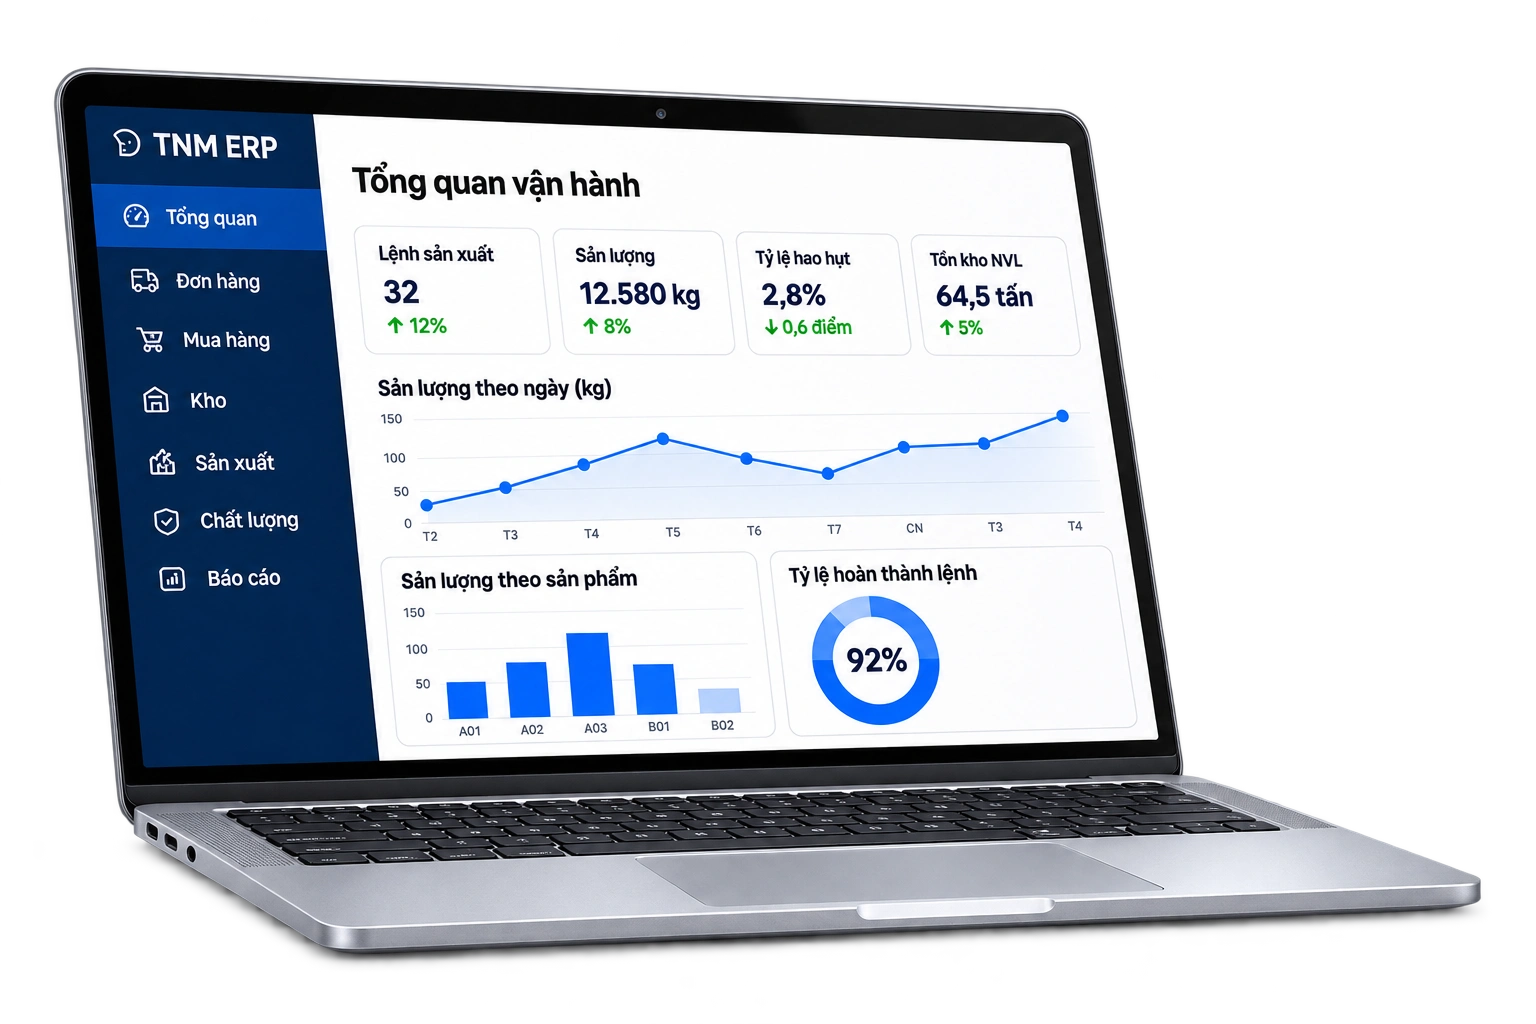 TNM ERP
Tổng quan
Đơn hàng
Mua hàng
Kho
Sản xuất
Chất lượng
Báo cáo
Tổng quan vận hành
Lệnh sản xuất
32
↑ 12%
Sản lượng
12.580 kg
↑ 8%
Tỷ lệ hao hụt
2,8%
↓ 0,6 điểm
Tồn kho NVL
64,5 tấn
↑ 5%
Sản lượng theo ngày (kg)
150
100
50
0
T2 T3 T4 T5 T6 T7 CN T3 T4
Sản lượng theo sản phẩm
150
100
50
0
A01 A02 A03 B01 B02
Tỷ lệ hoàn thành lệnh
92%